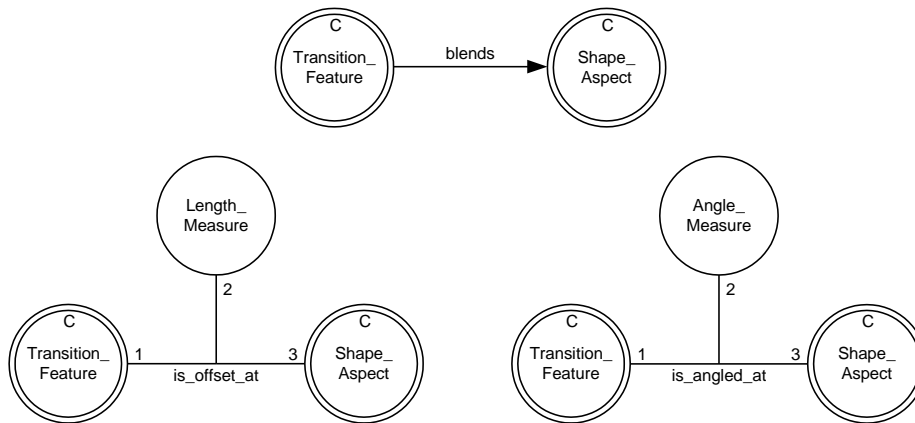 C
Transition_
Feature
blends
C
Shape_
Aspect
Length_
Measure
2
C
Transition_
Feature
1
is_offset_at
3
C
Shape_
Aspect
Angle_
Measure
2
C
Transition_
Feature
1
is_angled_at
3
C
Shape_
Aspect